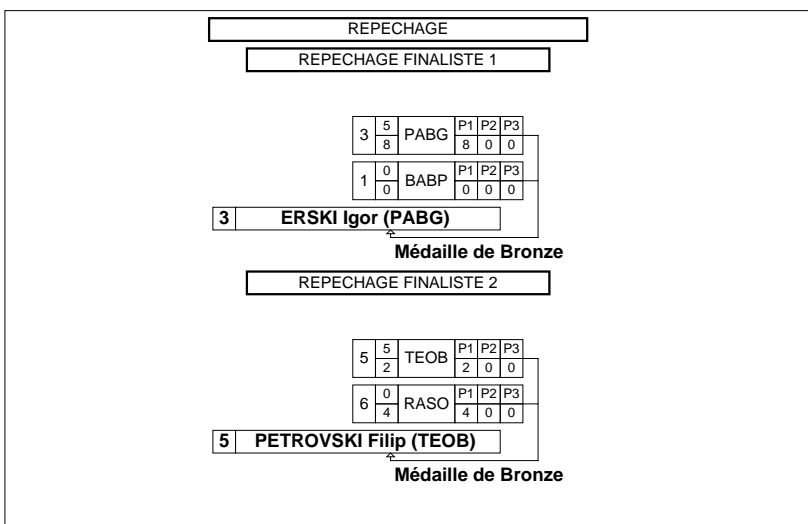 REPECHAGE
REPECHAGE FINALISTE 1
3 5 PABG P1 P2 P3
8 8 0 0
1 0 BABP P1 P2 P3
0 0 0 0
3 ERSKI Igor (PABG)
Médaille de Bronze
REPECHAGE FINALISTE 2
5 5 TEOB P1 P2 P3
2 2 0 0
6 0 RASO P1 P2 P3
4 4 0 0
5 PETROVSKI Filip (TEOB)
Médaille de Bronze